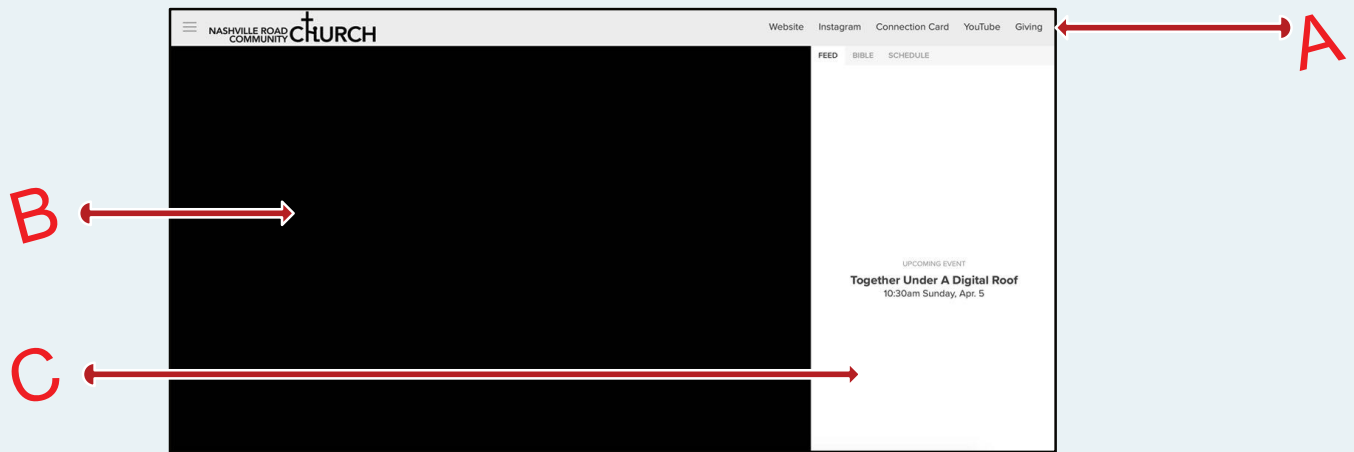 NASHVILLE ROAD
COMMUNITY CHURCH
Website Instagram Connection Card YouTube Giving
A
FEED BIBLE SCHEDULE
B
UPCOMING EVENT
Together Under A Digital Roof
10:30am Sunday, Apr. 5
C